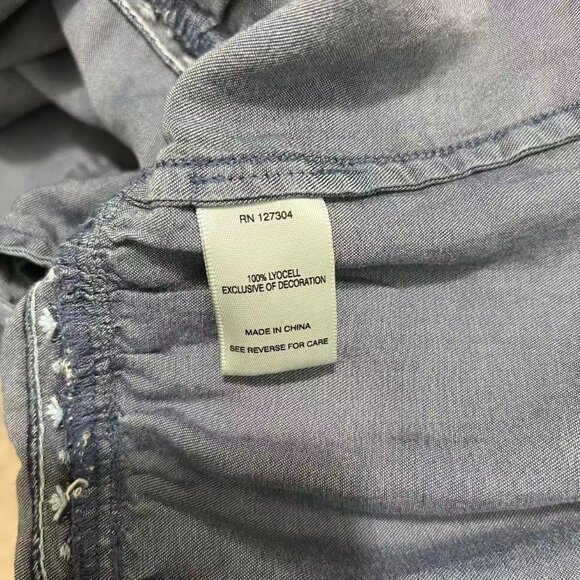 RN 127304
100% LYOCELL
EXCLUSIVE OF DECORATION
MADE IN CHINA
SEE REVERSE FOR CARE